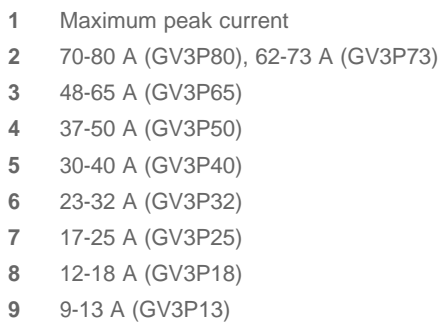 1 Maximum peak current
2 70-80 A (GV3P80), 62-73 A (GV3P73)
3 48-65 A (GV3P65)
4 37-50 A (GV3P50)
5 30-40 A (GV3P40)
6 23-32 A (GV3P32)
7 17-25 A (GV3P25)
8 12-18 A (GV3P18)
9 9-13 A (GV3P13)